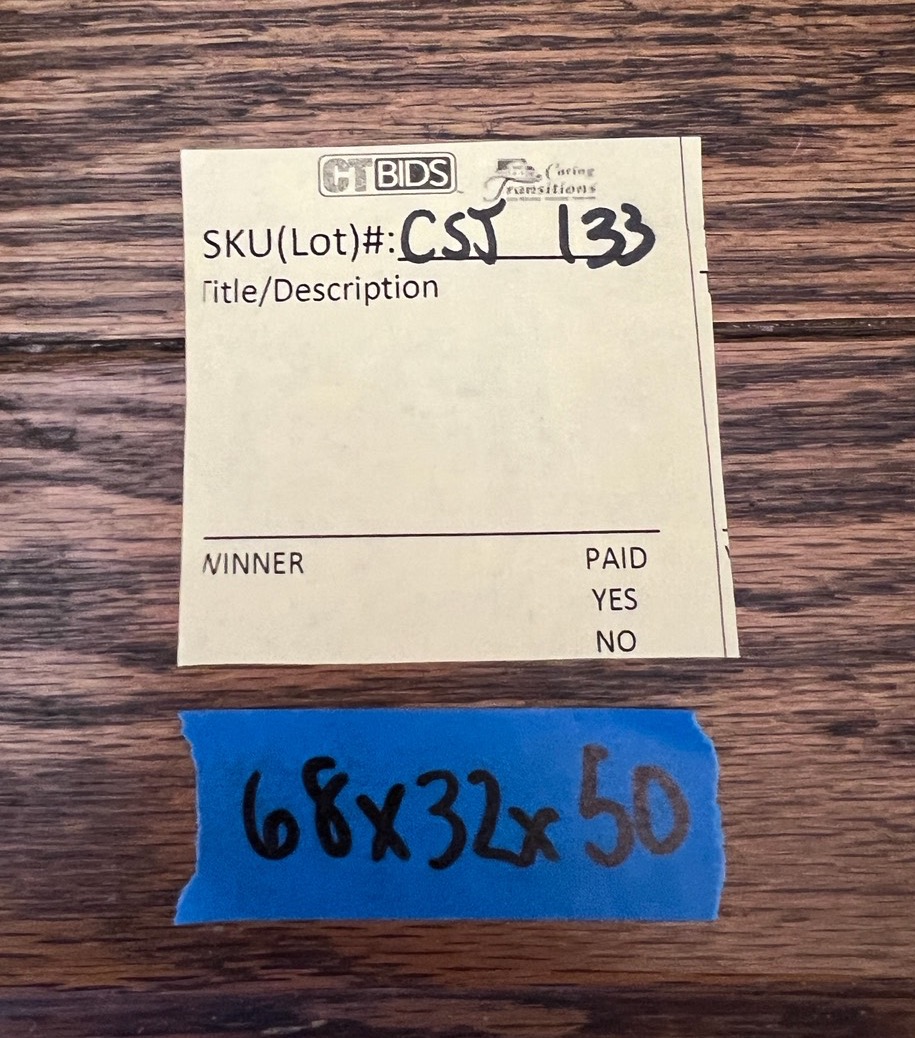 CTBIDS
Caring
Transitions
SKU(Lot)#: CSJ 133
Title/Description
WINNER PAID
YES
NO
68x32x50